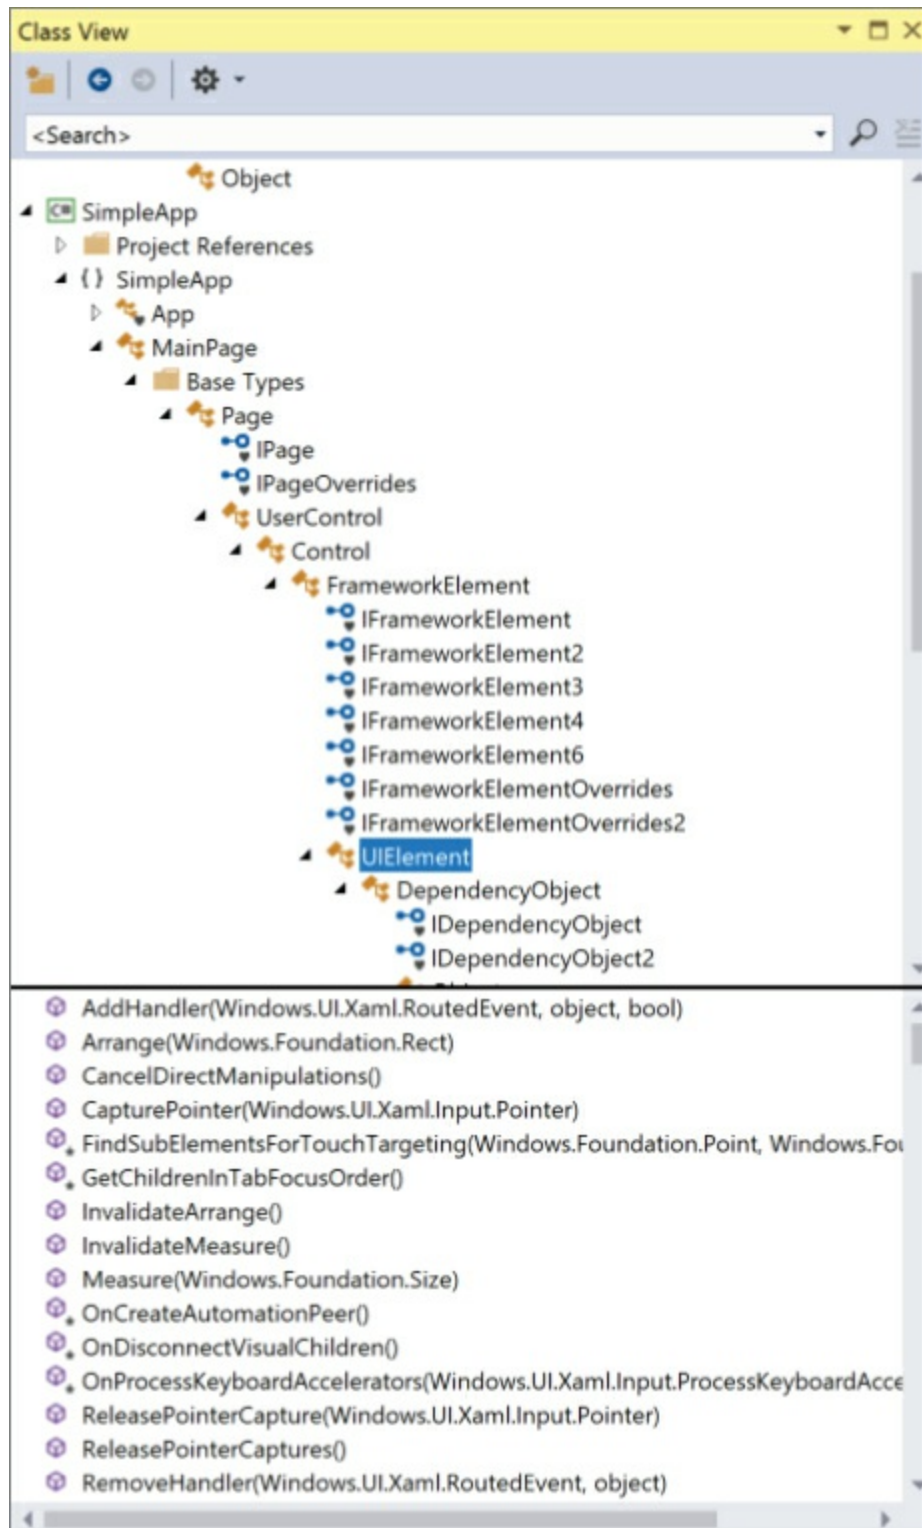 Class View
<Search>
Object
C# SimpleApp
Project References
{ } SimpleApp
App
MainPage
Base Types
Page
IPage
IPageOverrides
UserControl
Control
FrameworkElement
IFrameworkElement
IFrameworkElement2
IFrameworkElement3
IFrameworkElement4
IFrameworkElement6
IFrameworkElementOverrides
IFrameworkElementOverrides2
UIElement
DependencyObject
IDependencyObject
IDependencyObject2
AddHandler(Windows.UI.Xaml.RoutedEvent, object, bool)
Arrange(Windows.Foundation.Rect)
CancelDirectManipulations()
CapturePointer(Windows.UI.Xaml.Input.Pointer)
FindSubElementsForTouchTargeting(Windows.Foundation.Point, Windows.Fou
GetChildrenInTabFocusOrder()
InvalidateArrange()
InvalidateMeasure()
Measure(Windows.Foundation.Size)
OnCreateAutomationPeer()
OnDisconnectVisualChildren()
OnProcessKeyboardAccelerators(Windows.UI.Xaml.Input.ProcessKeyboardAcce
ReleasePointerCapture(Windows.UI.Xaml.Input.Pointer)
ReleasePointerCaptures()
RemoveHandler(Windows.UI.Xaml.RoutedEvent, object)